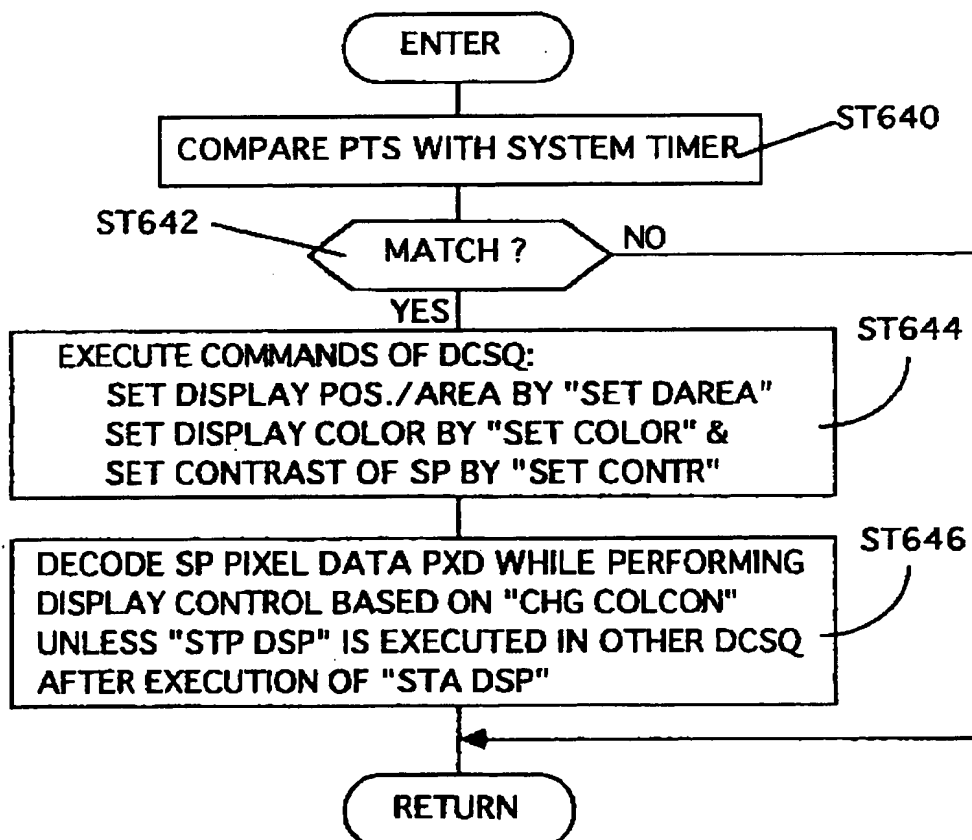 ENTER
COMPARE PTS WITH SYSTEM TIMER
ST640
ST642
MATCH ?
NO
YES
EXECUTE COMMANDS OF DCSQ:
SET DISPLAY POS./AREA BY "SET DAREA"
SET DISPLAY COLOR BY "SET COLOR" &
SET CONTRAST OF SP BY "SET CONTR"
ST644
DECODE SP PIXEL DATA PXD WHILE PERFORMING
DISPLAY CONTROL BASED ON "CHG COLCON"
UNLESS "STP DSP" IS EXECUTED IN OTHER DCSQ
AFTER EXECUTION OF "STA DSP"
ST646
RETURN